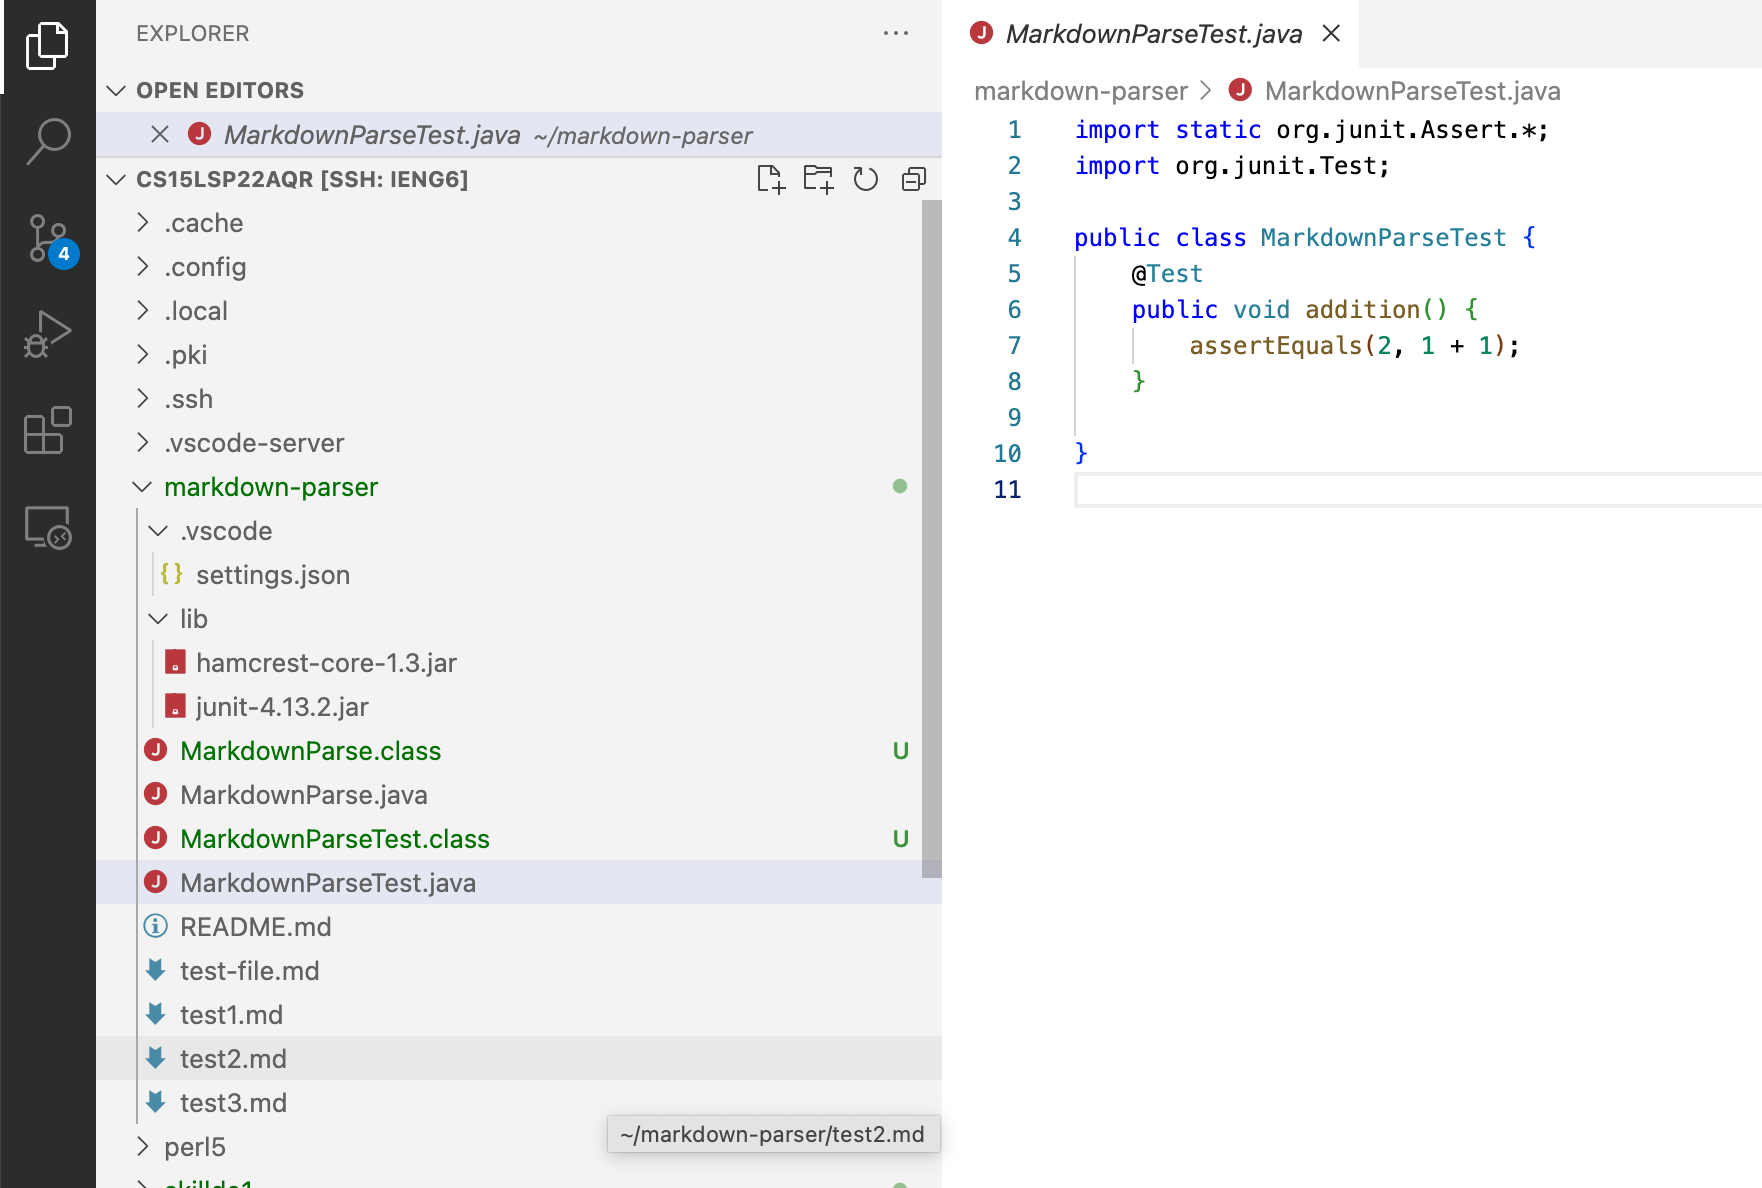 EXPLORER
OPEN EDITORS
MarkdownParseTest.java ~/markdown-parser
CS15LSP22AQR [SSH: IENG6]
.cache
.config
4
.local
.pki
.ssh
.vscode-server
markdown-parser
.vscode
{} settings.json
lib
hamcrest-core-1.3.jar
junit-4.13.2.jar
J MarkdownParse.class U
J MarkdownParse.java
J MarkdownParseTest.class U
J MarkdownParseTest.java
README.md
test-file.md
test1.md
test2.md
test3.md
~/markdown-parser/test2.md
perl5
J MarkdownParseTest.java
markdown-parser > J MarkdownParseTest.java
1 import static org.junit.Assert.*;
2 import org.junit.Test;
3
4 public class MarkdownParseTest {
5 @Test
6 public void addition() {
7 assertEquals(2, 1 + 1);
8 }
9
10 }
11